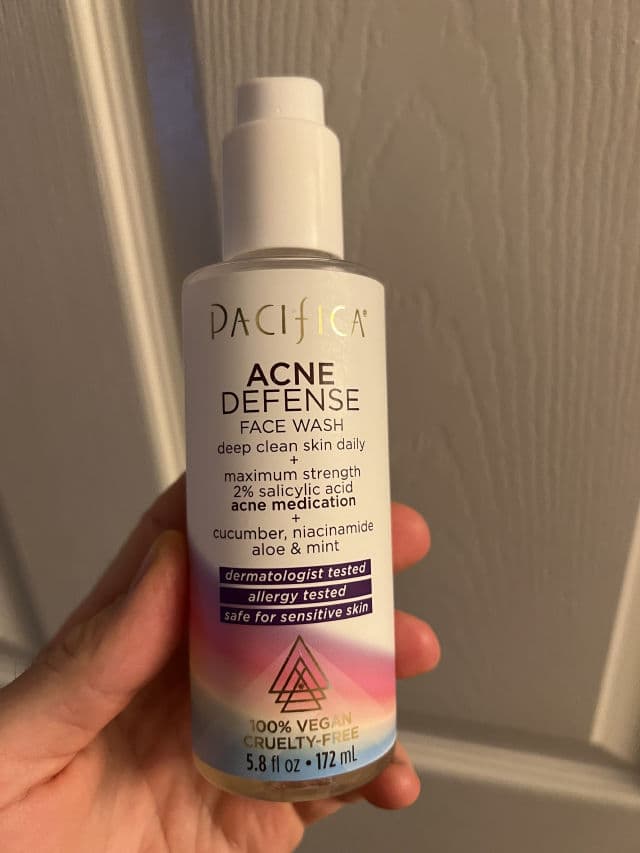 PACIFICA®
ACNE
DEFENSE
FACE WASH
deep clean skin daily
+
maximum strength
2% salicylic acid
acne medication
+
cucumber, niacinamide
aloe & mint
dermatologist tested
allergy tested
safe for sensitive skin
100% VEGAN
CRUELTY-FREE
5.8 fl oz • 172 mL